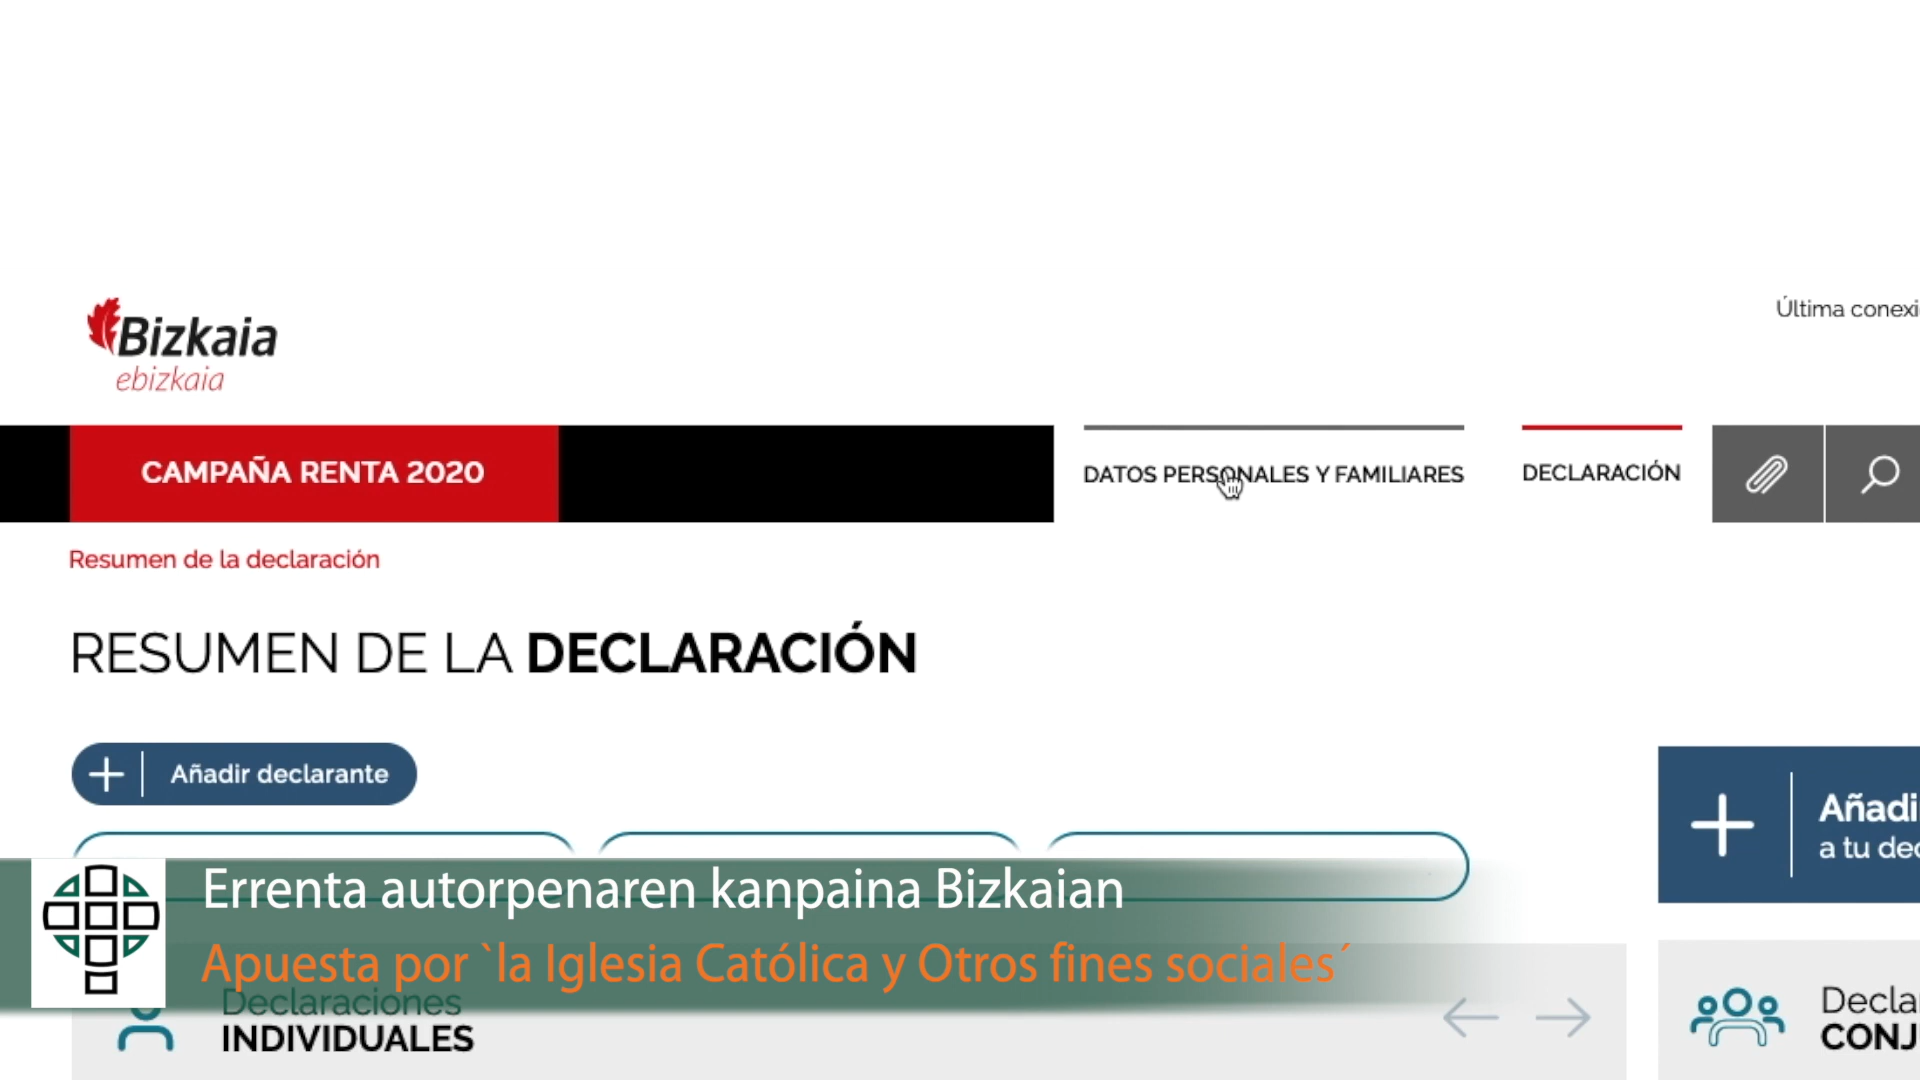 Bizkaia
ebizkaia
Última conexi
CAMPAÑA RENTA 2020
DATOS PERSONALES Y FAMILIARES
DECLARACIÓN
Resumen de la declaración
RESUMEN DE LA DECLARACIÓN
Añadir declarante
Añadi
a tu dec
Errenta autorpenaren kanpaina Bizkaian
Apuesta por `la Iglesia Católica y Otros fines sociales´
Declaraciones
INDIVIDUALES
Decla
CONJ